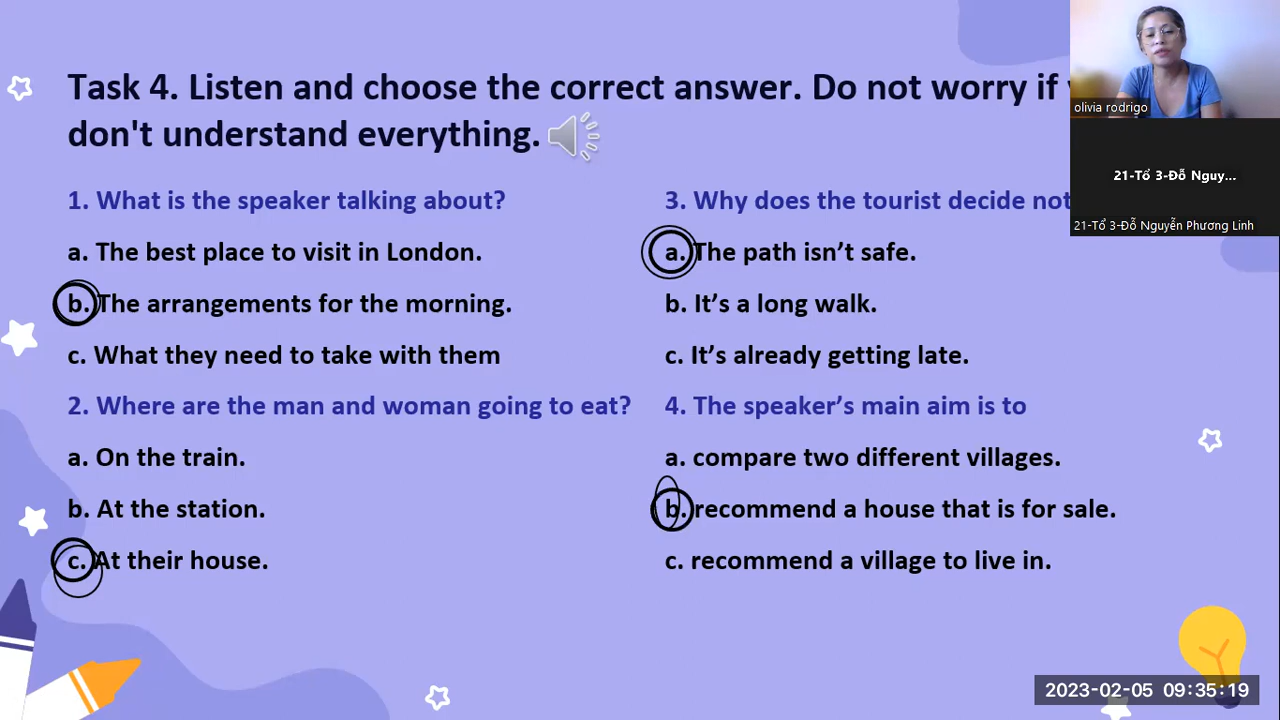 Task 4. Listen and choose the correct answer. Do not worry if
don't understand everything.
1. What is the speaker talking about?
a. The best place to visit in London.
b. The arrangements for the morning.
c. What they need to take with them
2. Where are the man and woman going to eat?
a. On the train.
b. At the station.
c. At their house.
3. Why does the tourist decide not
a. The path isn’t safe.
b. It’s a long walk.
c. It’s already getting late.
4. The speaker’s main aim is to
a. compare two different villages.
b. recommend a house that is for sale.
c. recommend a village to live in.
olivia rodrigo
21-Tổ 3-Đỗ Nguy...
21-Tổ 3-Đỗ Nguyễn Phương Linh
2023-02-05 09:35:19